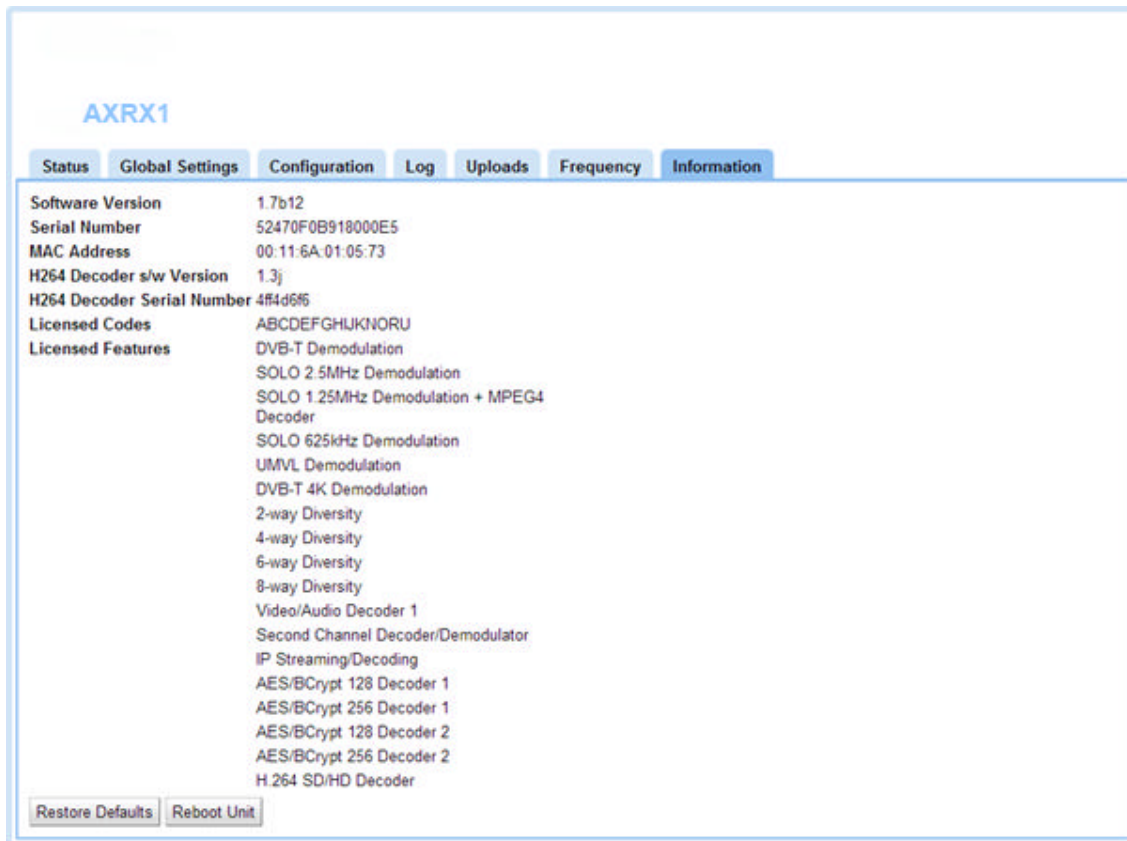 AXRX1
Status Global Settings Configuration Log Uploads Frequency Information
Software Version 1.7b12
Serial Number 52470F0B918000E5
MAC Address 00:11:6A:01:05:73
H264 Decoder s/w Version 1.3j
H264 Decoder Serial Number 4ff4d6f6
Licensed Codes ABCDEFGHIJKNORU
Licensed Features DVB-T Demodulation
SOLO 2.5MHz Demodulation
SOLO 1.25MHz Demodulation + MPEG4
Decoder
SOLO 625kHz Demodulation
UMVL Demodulation
DVB-T 4K Demodulation
2-way Diversity
4-way Diversity
6-way Diversity
8-way Diversity
Video/Audio Decoder 1
Second Channel Decoder/Demodulator
IP Streaming/Decoding
AES/BCrypt 128 Decoder 1
AES/BCrypt 256 Decoder 1
AES/BCrypt 128 Decoder 2
AES/BCrypt 256 Decoder 2
H.264 SD/HD Decoder
Restore Defaults Reboot Unit